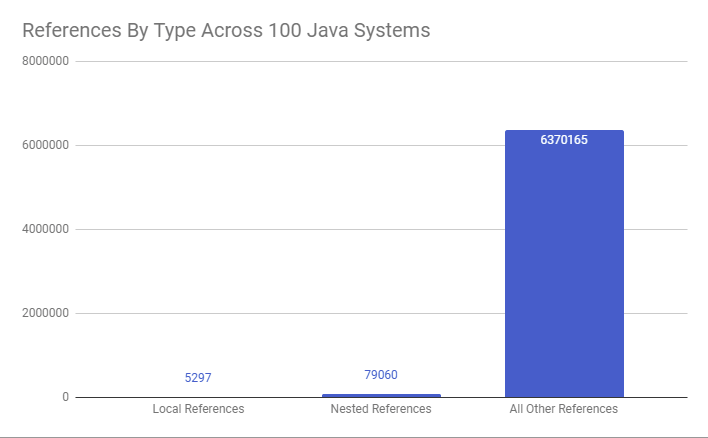 References By Type Across 100 Java Systems
8000000
6000000
4000000
2000000
0
5297
79060
6370165
Local References
Nested References
All Other References